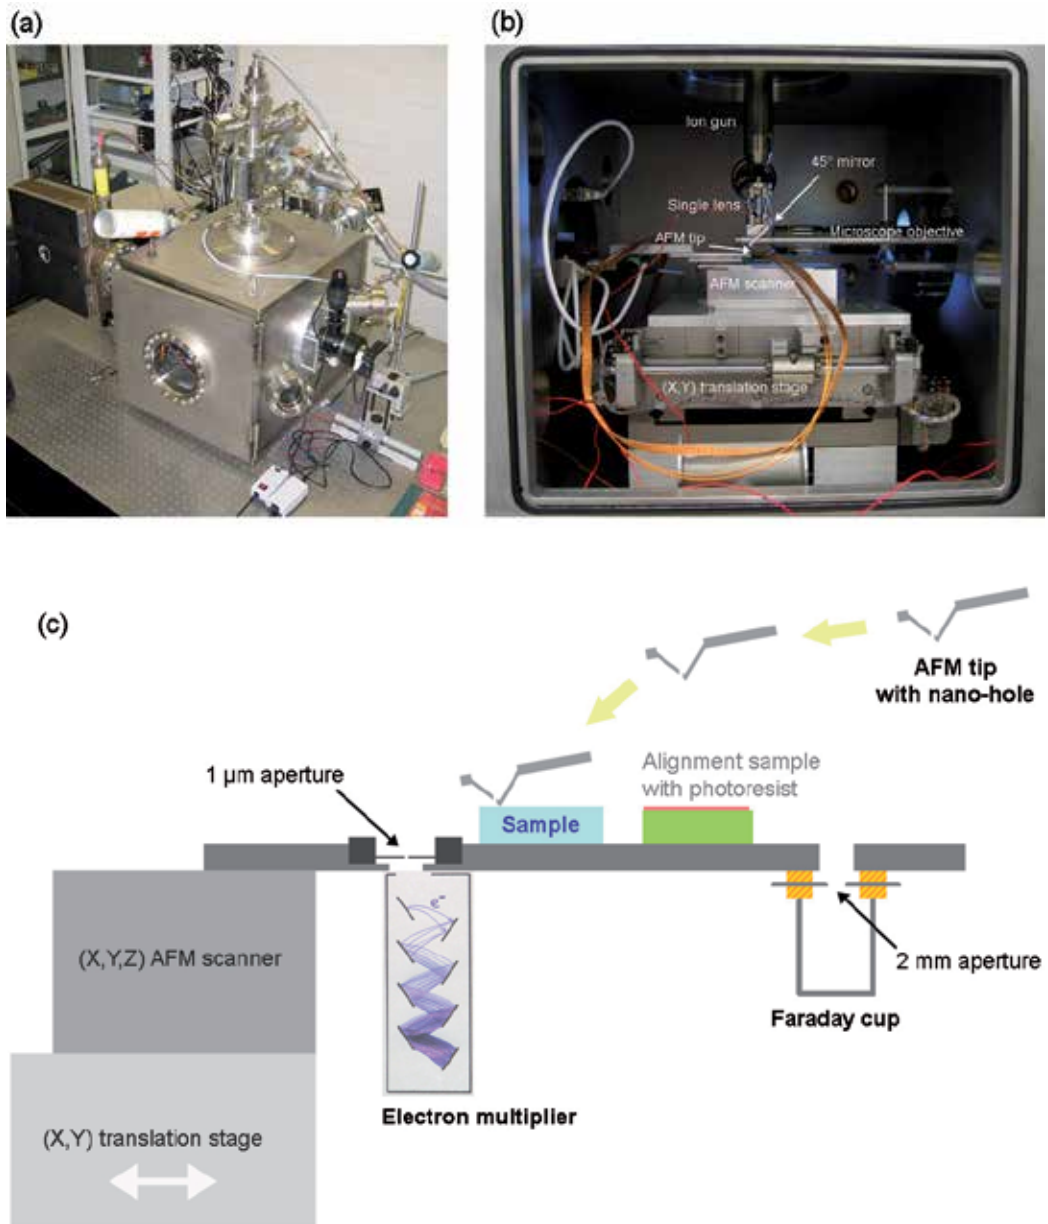 (a)
(b)
Ion gun
45° mirror
Single lens
Microscope objective
AFM tip
AFM scanner
(X,Y) translation stage
(c)
AFM tip
with nano-hole
1 µm aperture
Alignment sample
with photoresist
Sample
e-
(X,Y,Z) AFM scanner
2 mm aperture
Faraday cup
Electron multiplier
(X,Y) translation stage